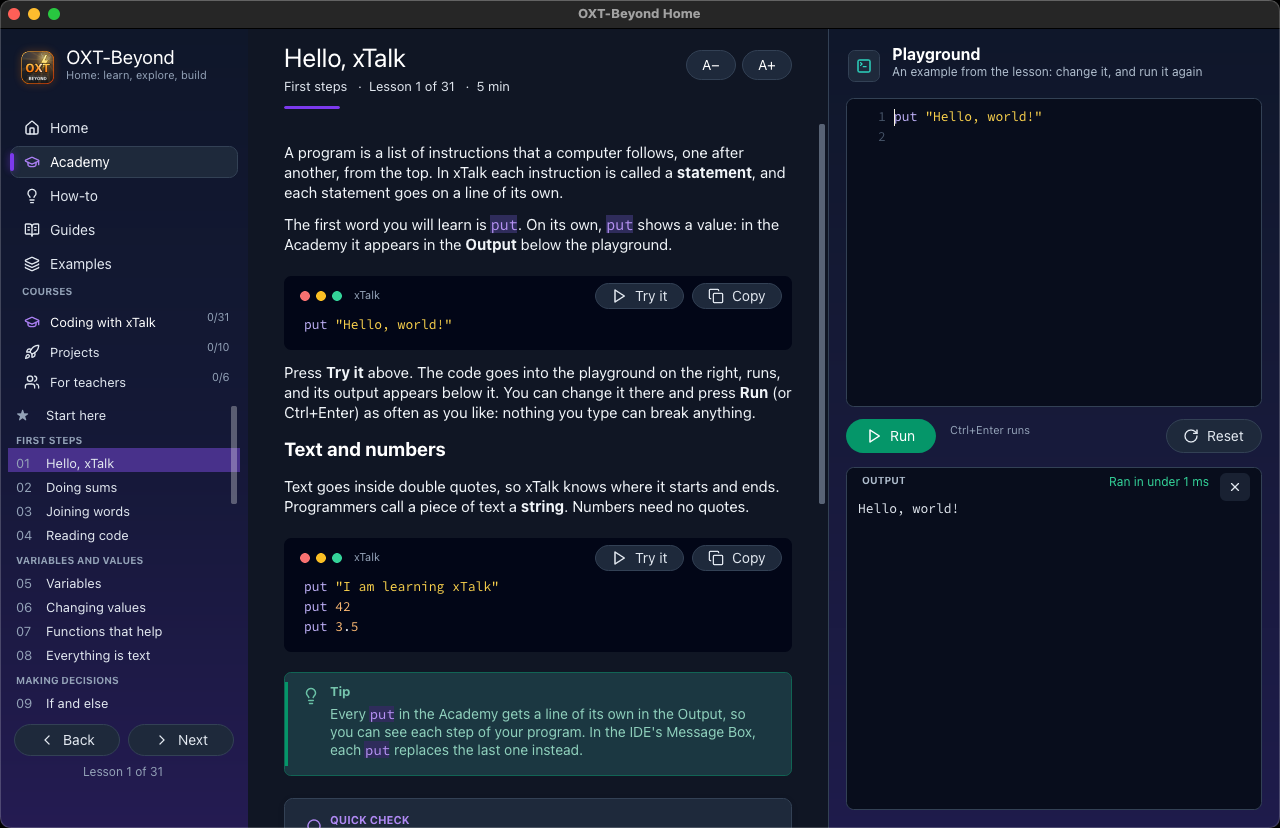 OXT-Beyond Home
OXT
BEYOND
OXT-Beyond
Home: learn, explore, build
Home
Academy
How-to
Guides
Examples
COURSES
Coding with xTalk 0/31
Projects 0/10
For teachers 0/6
Start here
FIRST STEPS
01 Hello, xTalk
02 Doing sums
03 Joining words
04 Reading code
VARIABLES AND VALUES
05 Variables
06 Changing values
07 Functions that help
08 Everything is text
MAKING DECISIONS
09 If and else
Back Next
Lesson 1 of 31
Hello, xTalk
A− A+
First steps · Lesson 1 of 31 · 5 min
A program is a list of instructions that a computer follows, one after
another, from the top. In xTalk each instruction is called a statement, and
each statement goes on a line of its own.
The first word you will learn is put. On its own, put shows a value: in the
Academy it appears in the Output below the playground.
xTalk Try it Copy
put "Hello, world!"
Press Try it above. The code goes into the playground on the right, runs,
and its output appears below it. You can change it there and press Run (or
Ctrl+Enter) as often as you like: nothing you type can break anything.
Text and numbers
Text goes inside double quotes, so xTalk knows where it starts and ends.
Programmers call a piece of text a string. Numbers need no quotes.
xTalk Try it Copy
put "I am learning xTalk"
put 42
put 3.5
Tip
Every put in the Academy gets a line of its own in the Output, so
you can see each step of your program. In the IDE's Message Box,
each put replaces the last one instead.
QUICK CHECK
Playground
An example from the lesson: change it, and run it again
1 put "Hello, world!"
2
Run Ctrl+Enter runs Reset
OUTPUT Ran in under 1 ms
Hello, world!